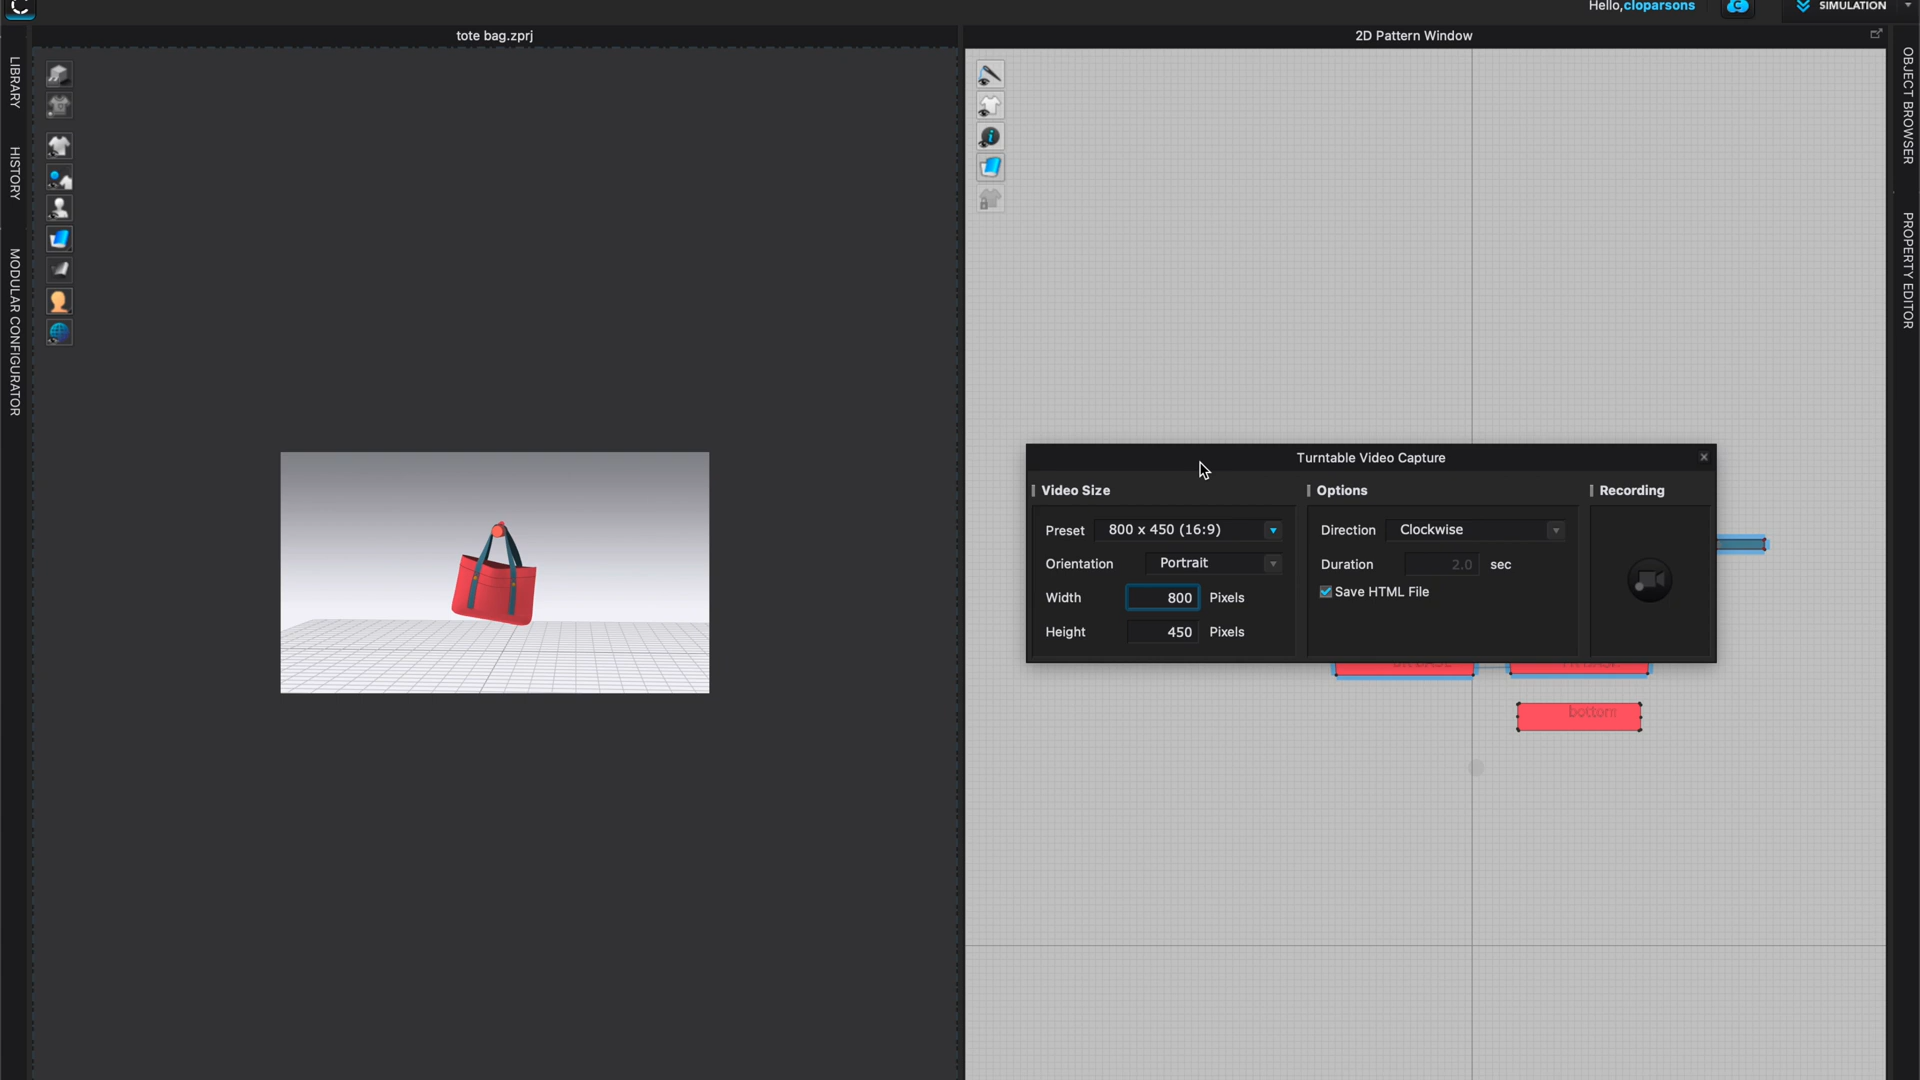 Hello,cloparsons
SIMULATION
tote bag.zprj
2D Pattern Window
LIBRARY
HISTORY
MODULAR CONFIGURATOR
OBJECT BROWSER
PROPERTY EDITOR
Turntable Video Capture
Video Size
Options
Recording
Preset 800 x 450 (16:9)
Direction Clockwise
Orientation Portrait
Duration 2.0 sec
Save HTML File
Width 800 Pixels
Height 450 Pixels
bottom